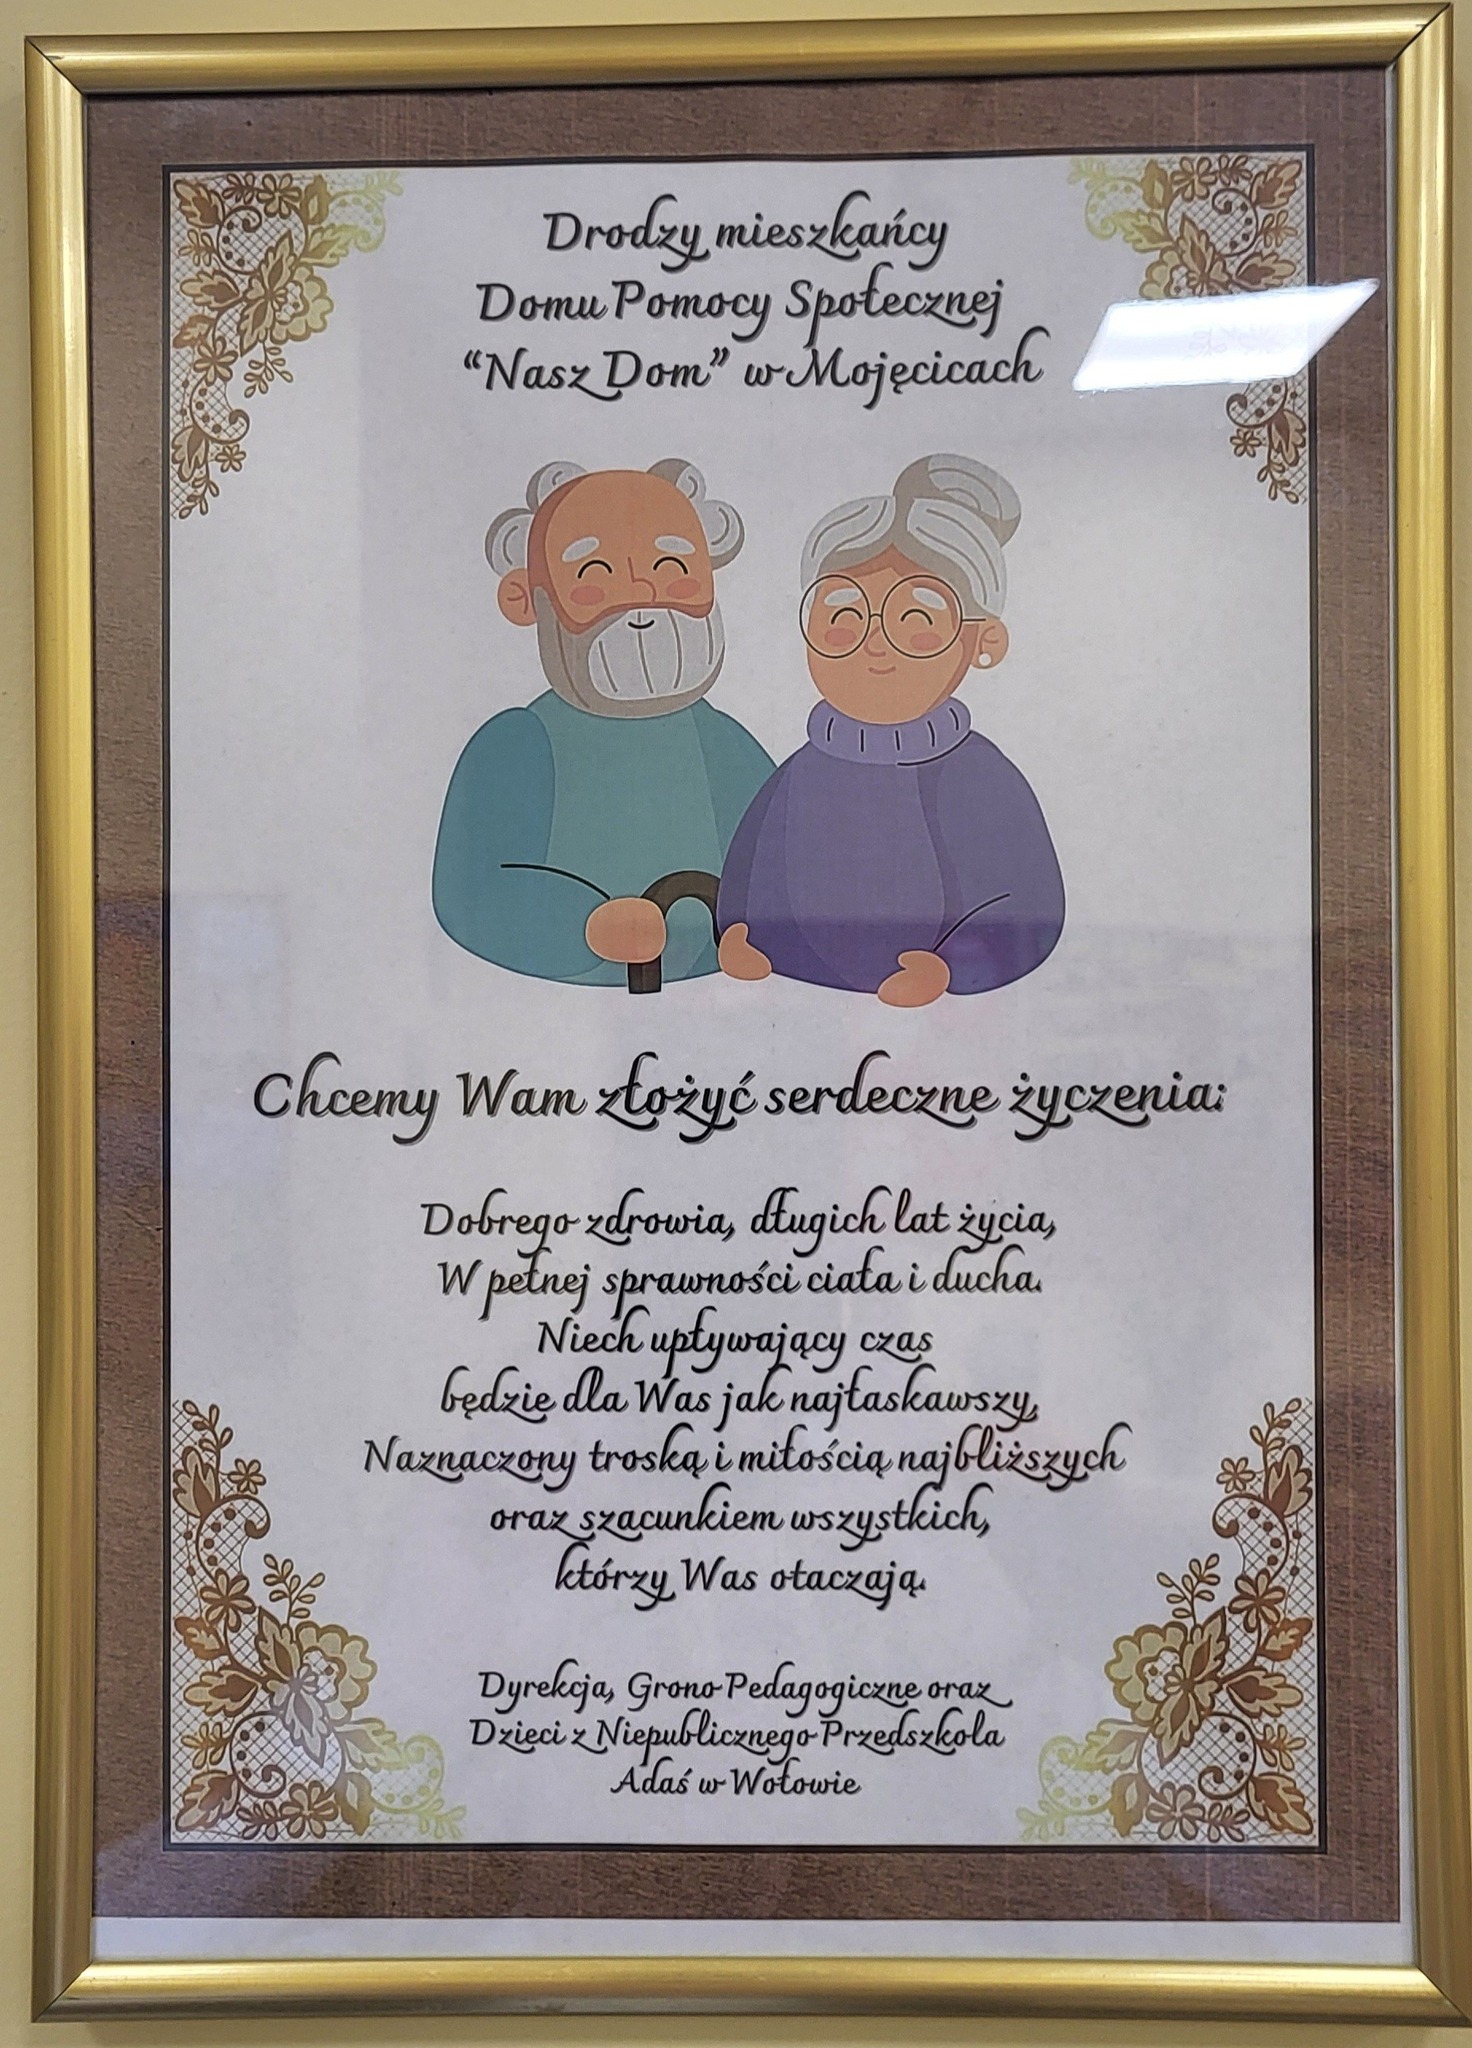 Drodzy mieszkańcy
Domu Pomocy Społecznej
“Nasz Dom” w Mojęcicach
Chcemy Wam złożyć serdeczne życzenia:
Dobrego zdrowia, długich lat życia,
W pełnej sprawności ciała i ducha.
Niech upływający czas
będzie dla Was jak najłaskawszy,
Naznaczony troską i miłością najbliższych
oraz szacunkiem wszystkich,
którzy Was otaczają.
Dyrekcja, Grono Pedagogiczne oraz
Dzieci z Niepublicznego Przedszkola
Adaś w Wołowie